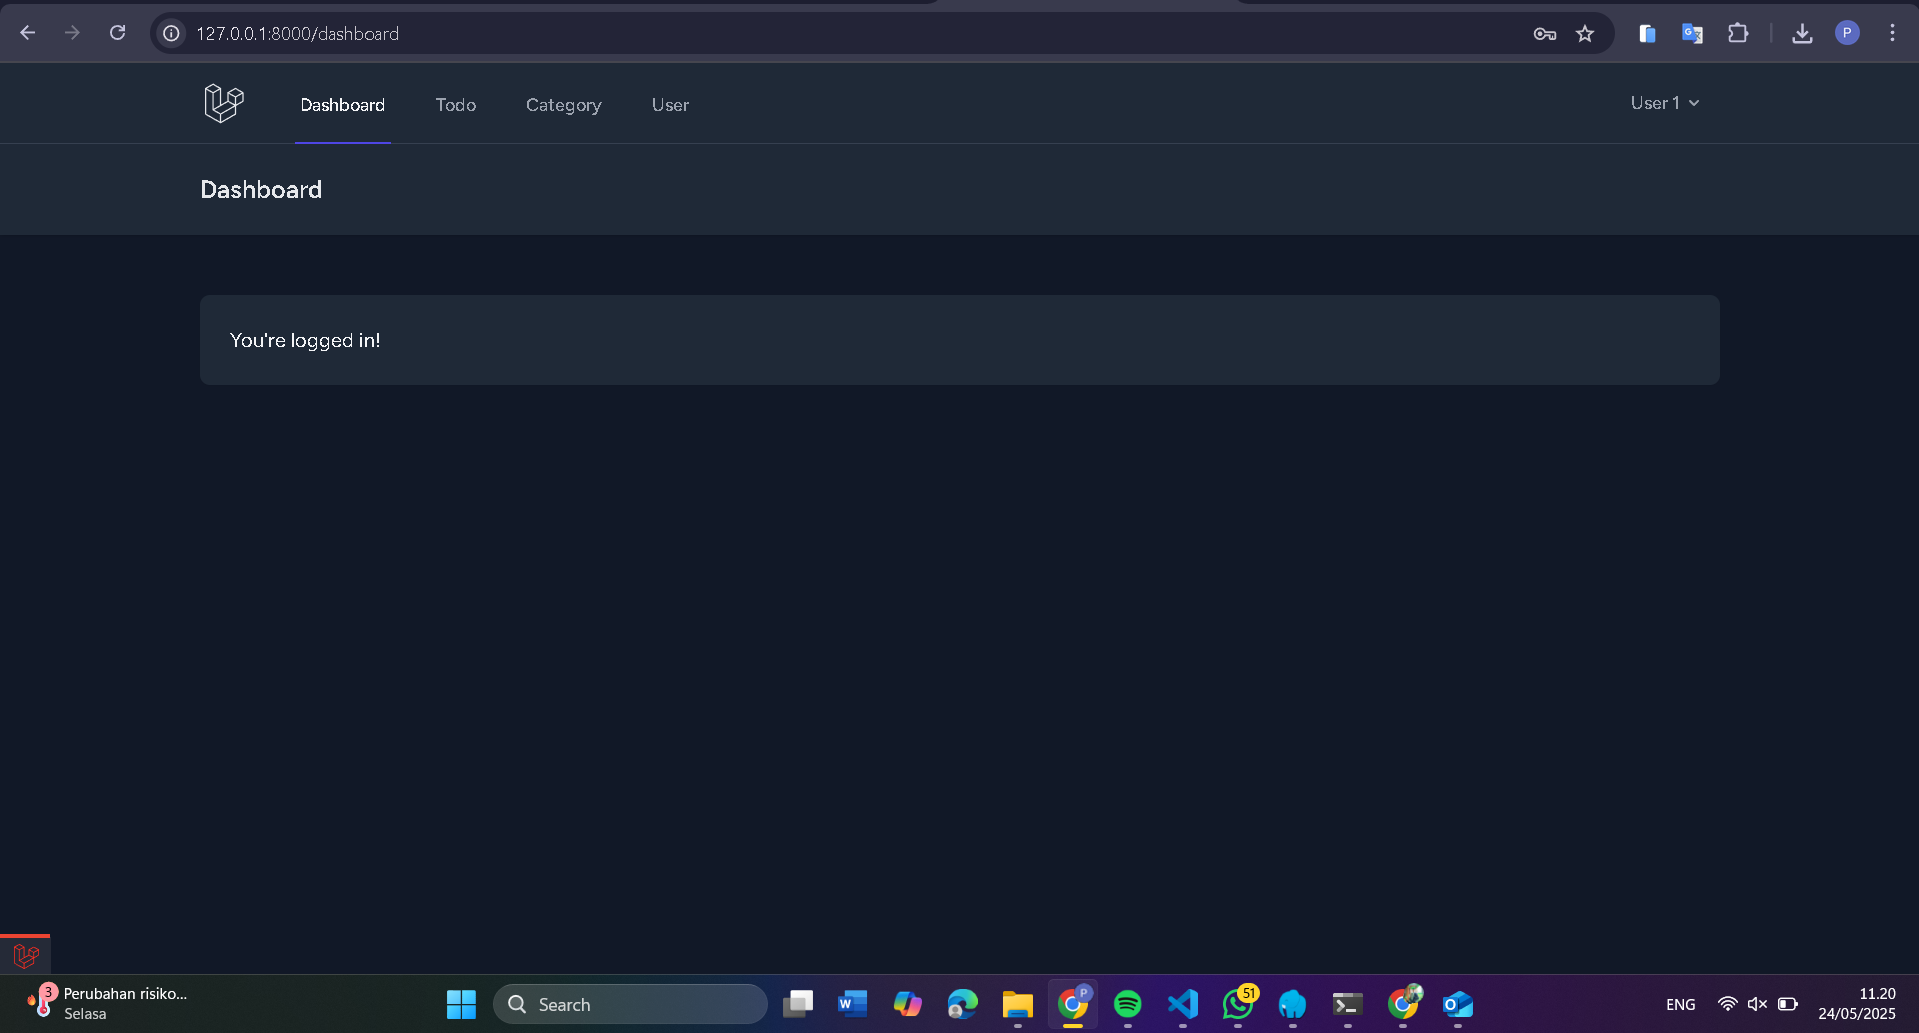 127.0.0.1:8000/dashboard
P
Dashboard
Todo
Category
User
User 1
Dashboard
You're logged in!
3
Perubahan risiko...
Selasa
Search
W
P
51
O
ENG
11.20
24/05/2025